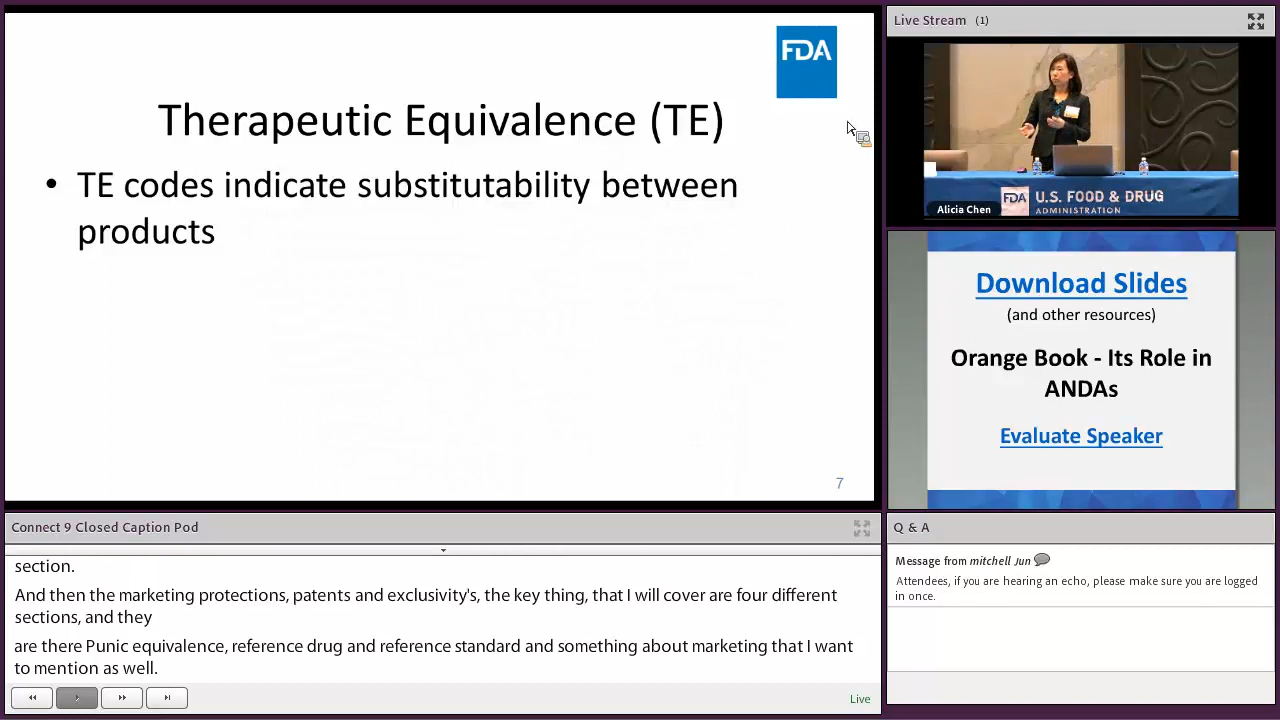 FDA
Therapeutic Equivalence (TE)
• TE codes indicate substitutability between
products
7
Live Stream (1)
Alicia Chen
FDA
U.S. FOOD & DRUG
ADMINISTRATION
Download Slides
(and other resources)
Orange Book - Its Role in
ANDAs
Evaluate Speaker
Connect 9 Closed Caption Pod
section.
And then the marketing protections, patents and exclusivity's, the key thing, that I will cover are four different
sections, and they
are there Punic equivalence, reference drug and reference standard and something about marketing that I want
to mention as well.
Live
Q & A
Message from mitchell Jun
Attendees, if you are hearing an echo, please make sure you are logged
in once.